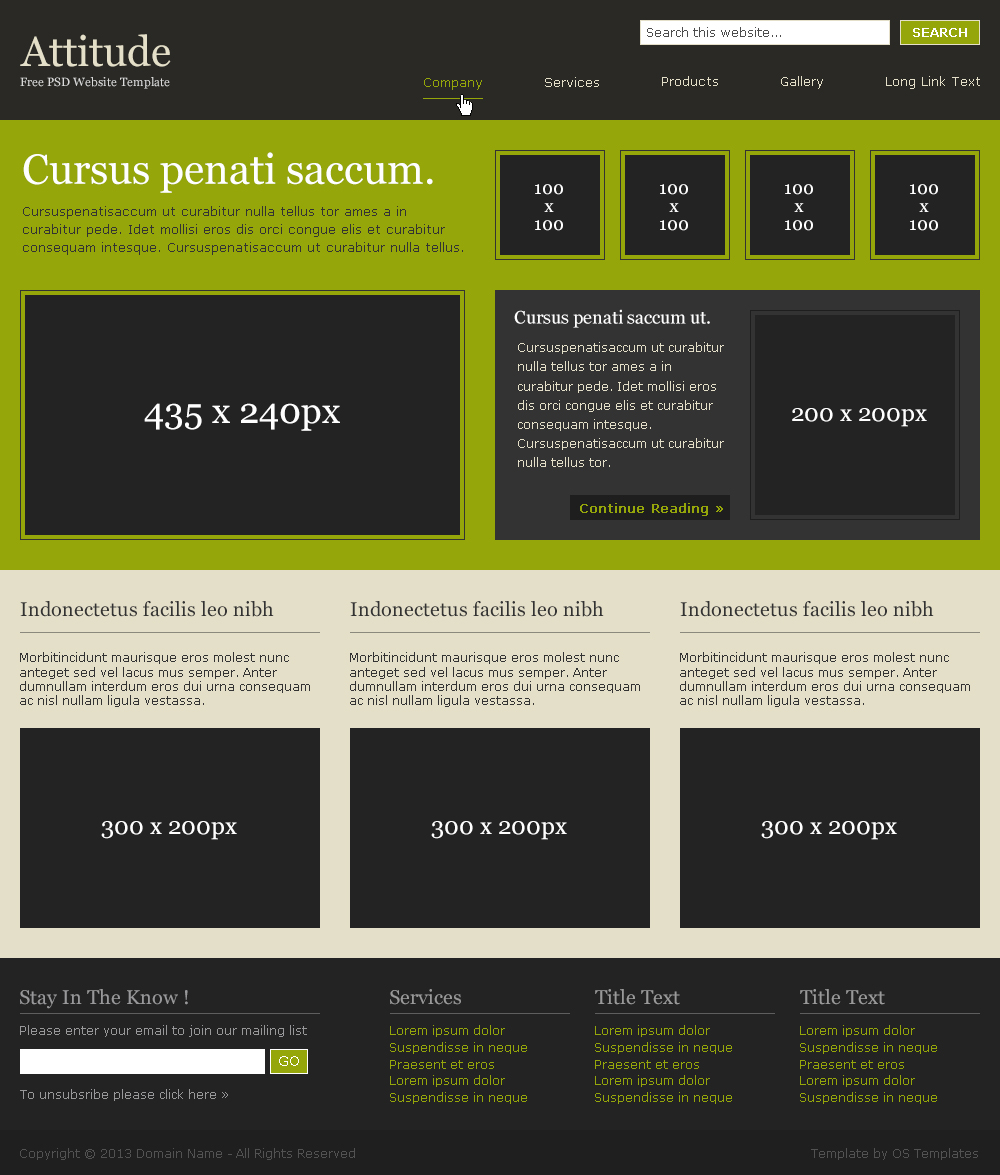 Search this website...
SEARCH
Attitude
Free PSD Website Template
Company
Services
Products
Gallery
Long Link Text
Cursus penati saccum.
Cursuspenatisaccum ut curabitur nulla tellus tor ames a in
curabitur pede. Idet mollisi eros dis orci congue elis et curabitur
consequam intesque. Cursuspenatisaccum ut curabitur nulla tellus.
100
x
100
100
x
100
100
x
100
100
x
100
435 x 240px
Cursus penati saccum ut.
Cursuspenatisaccum ut curabitur
nulla tellus tor ames a in
curabitur pede. Idet mollisi eros
dis orci congue elis et curabitur
consequam intesque.
Cursuspenatisaccum ut curabitur
nulla tellus tor.
Continue Reading »
200 x 200px
Indonectetus facilis leo nibh
Morbitincidunt maurisque eros molest nunc
anteget sed vel lacus mus semper. Anter
dumnullam interdum eros dui urna consequam
ac nisl nullam ligula vestassa.
300 x 200px
Indonectetus facilis leo nibh
Morbitincidunt maurisque eros molest nunc
anteget sed vel lacus mus semper. Anter
dumnullam interdum eros dui urna consequam
ac nisl nullam ligula vestassa.
300 x 200px
Indonectetus facilis leo nibh
Morbitincidunt maurisque eros molest nunc
anteget sed vel lacus mus semper. Anter
dumnullam interdum eros dui urna consequam
ac nisl nullam ligula vestassa.
300 x 200px
Stay In The Know !
Please enter your email to join our mailing list
GO
To unsubsribe please click here »
Services
Lorem ipsum dolor
Suspendisse in neque
Praesent et eros
Lorem ipsum dolor
Suspendisse in neque
Title Text
Lorem ipsum dolor
Suspendisse in neque
Praesent et eros
Lorem ipsum dolor
Suspendisse in neque
Title Text
Lorem ipsum dolor
Suspendisse in neque
Praesent et eros
Lorem ipsum dolor
Suspendisse in neque
Copyright © 2013 Domain Name - All Rights Reserved
Template by OS Templates